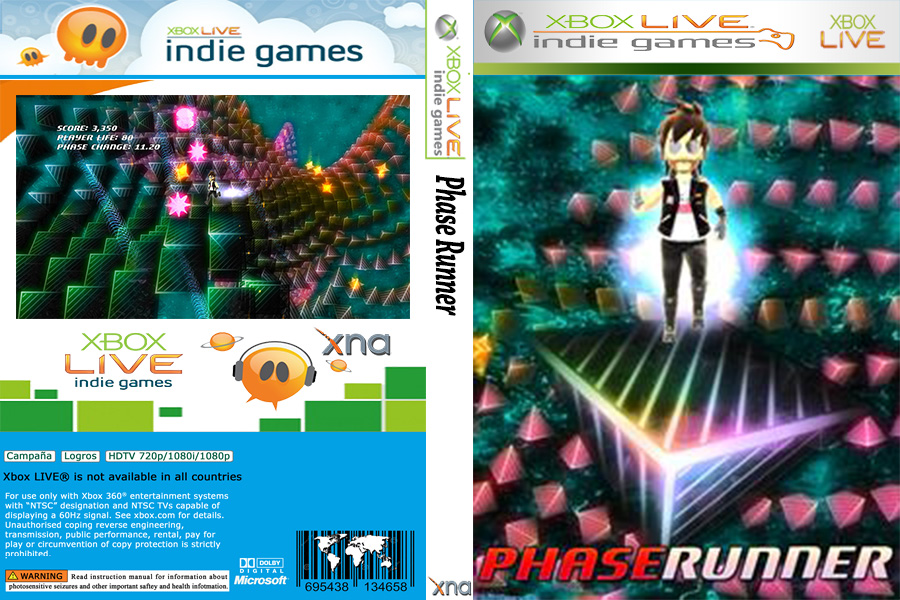 XBOX LIVE
indie games
SCORE: 3,350
PLAYER LIFE: 80
PHASE CHANGE: 11.20
XBOX
LIVE
indie games
xna
Campaña Logros HDTV 720p/1080i/1080p
Xbox LIVE® is not available in all countries
For use only with Xbox 360® entertainment systems
with “NTSC” designation and NTSC TVs capable of
displaying a 60Hz signal. See xbox.com for details.
Unauthorised coping reverse engineering,
transmission, public performance, rental, pay for
play or circumvention of copy protection is strictly
prohibited.
WARNING Read instruction manual for information about
photosensitive seizures and other important saftey and health infotmation.
DOLBY
DIGITAL
Microsoft
695438 134658
XBOX LIVE
indie games
Phase Runner
xna
XBOX LIVE
indie games
XBOX
LIVE
PHASERUNNER